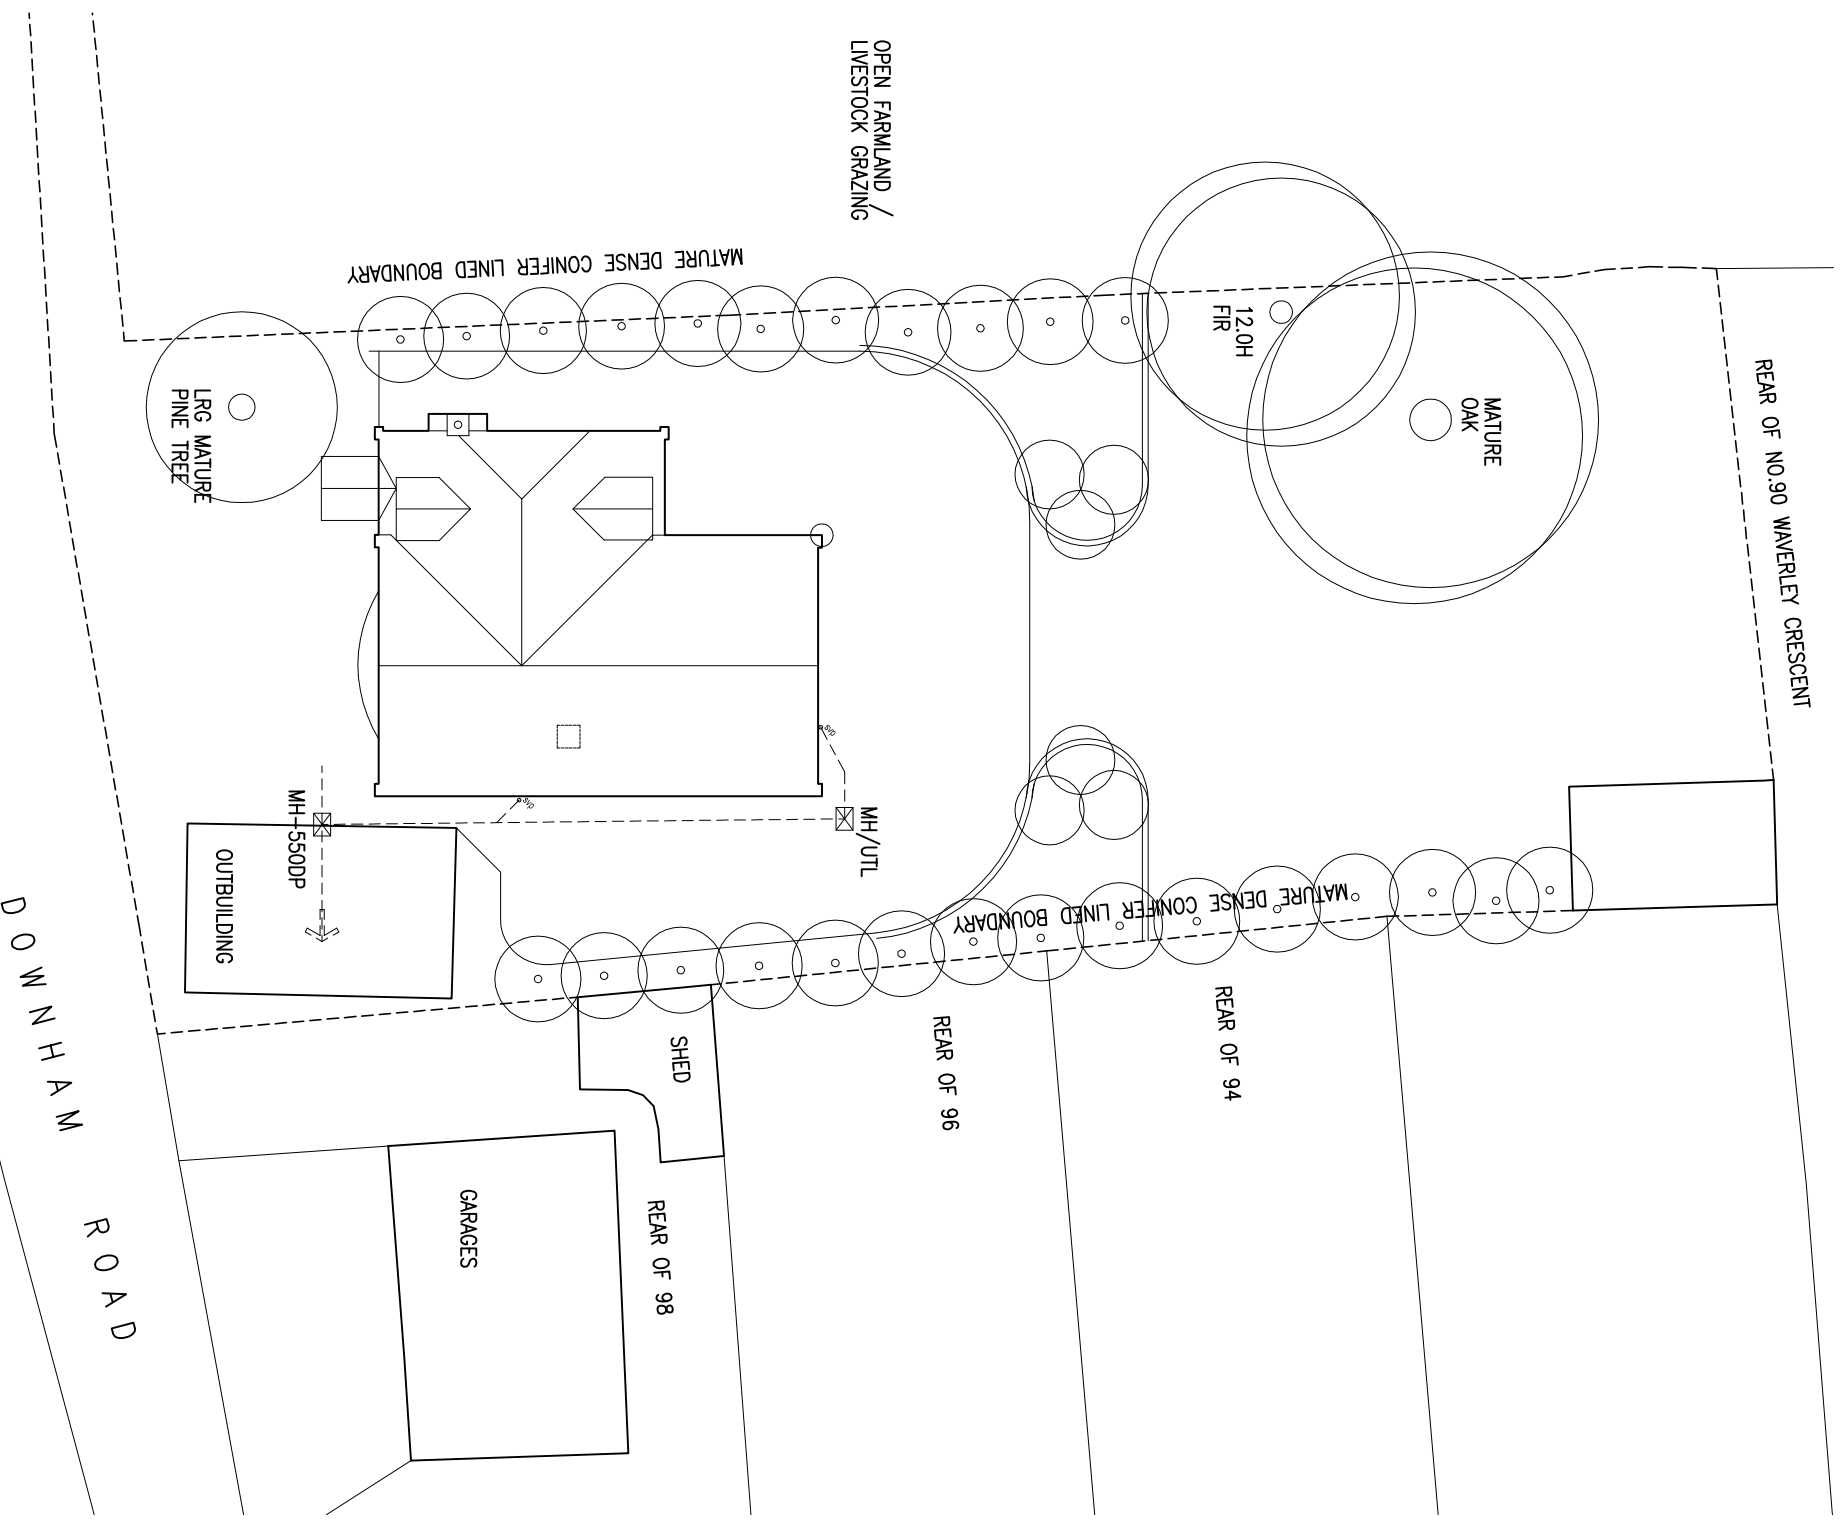 OPEN FARMLAND /
LIVESTOCK GRAZING
MATURE DENSE CONIFER LINED BOUNDARY
12.0H
FIR
MATURE
OAK
REAR OF NO.90 WAVERLEY CRESCENT
LRG MATURE
PINE TREE
svp
svp
MH/UTL
MH-550DP
OUTBUILDING
MATURE DENSE CONIFER LINED BOUNDARY
SHED
REAR OF 96
REAR OF 94
GARAGES
REAR OF 98
DOWNHAM ROAD